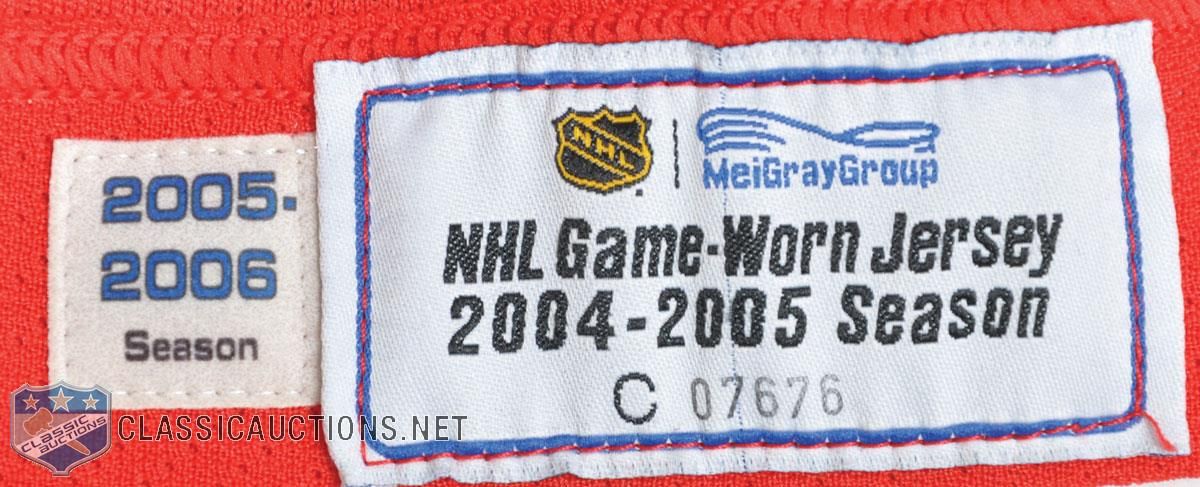 2005-
2006
Season
NHL
MeiGrayGroup
NHL Game-Worn Jersey
2004-2005 Season
C 07676
CLASSIC
AUCTIONS
CLASSICAUCTIONS.NET